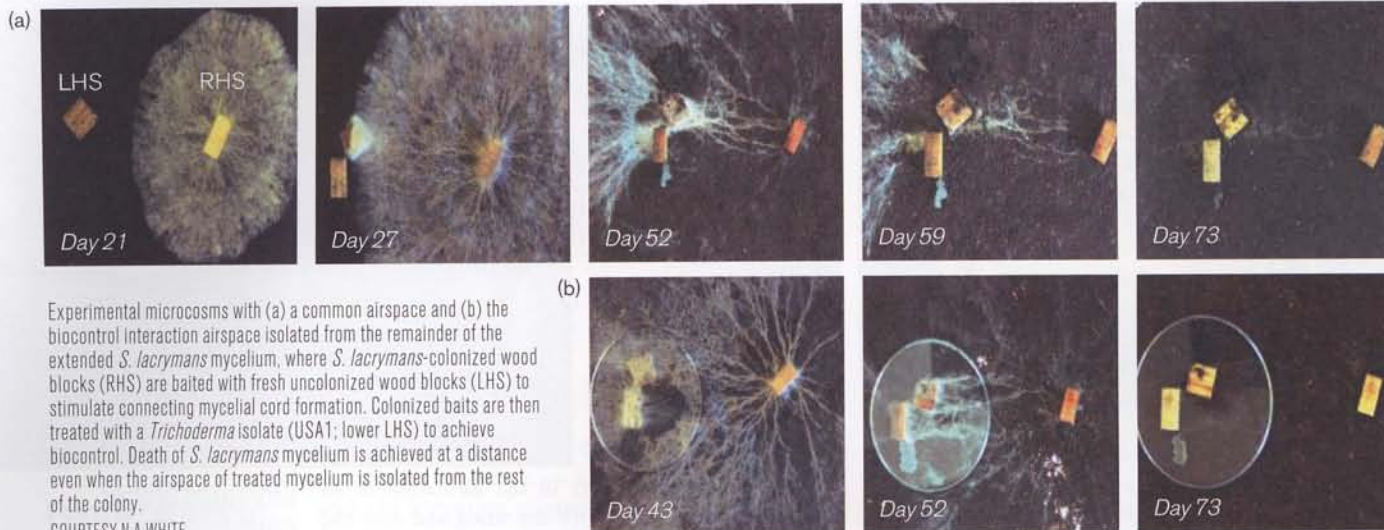 (a)
LHS
RHS
Day 21
Day 27
Day 52
Day 59
Day 73
(b)
Experimental microcosms with (a) a common airspace and (b) the
biocontrol interaction airspace isolated from the remainder of the
extended S. lacrymans mycelium, where S. lacrymans-colonized wood
blocks (RHS) are baited with fresh uncolonized wood blocks (LHS) to
stimulate connecting mycelial cord formation. Colonized baits are then
treated with a Trichoderma isolate (USA1; lower LHS) to achieve
biocontrol. Death of S. lacrymans mycelium is achieved at a distance
even when the airspace of treated mycelium is isolated from the rest
of the colony.
COURTESY N.A.WHITE
Day 43
Day 52
Day 73